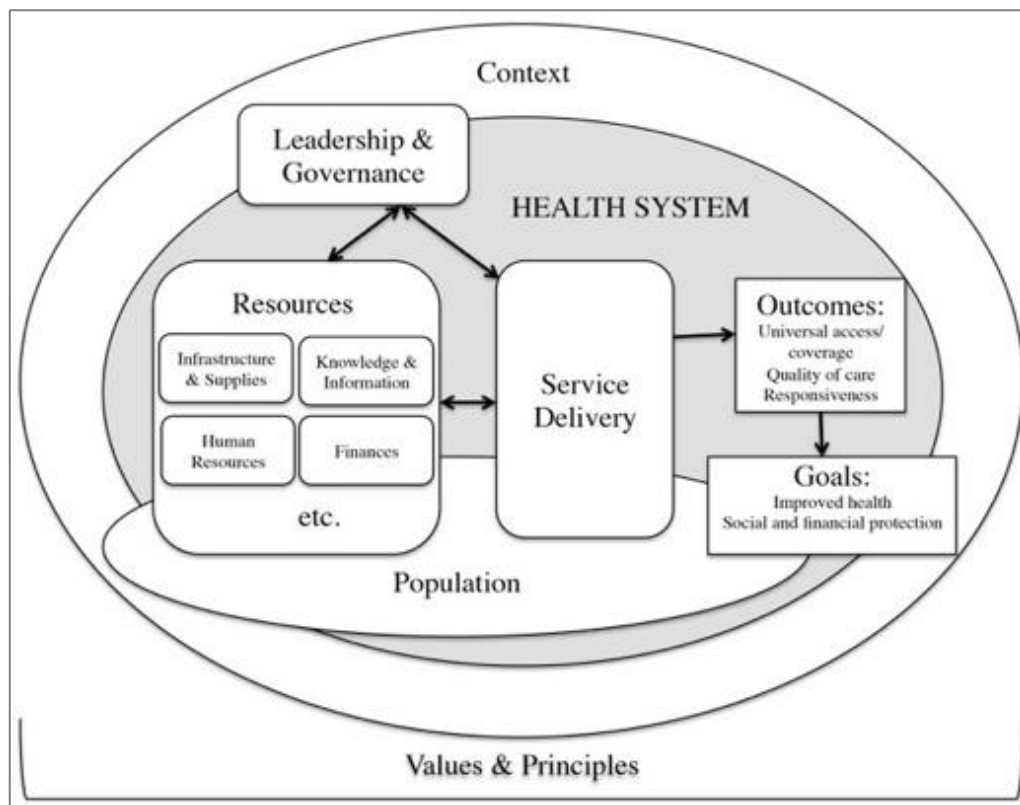 Context
Leadership &
Governance
HEALTH SYSTEM
Resources
Infrastructure
& Supplies
Knowledge &
Information
Human
Resources
Finances
etc.
Service
Delivery
Outcomes:
Universal access/
coverage
Quality of care
Responsiveness
Goals:
Improved health
Social and financial protection
Population
Values & Principles